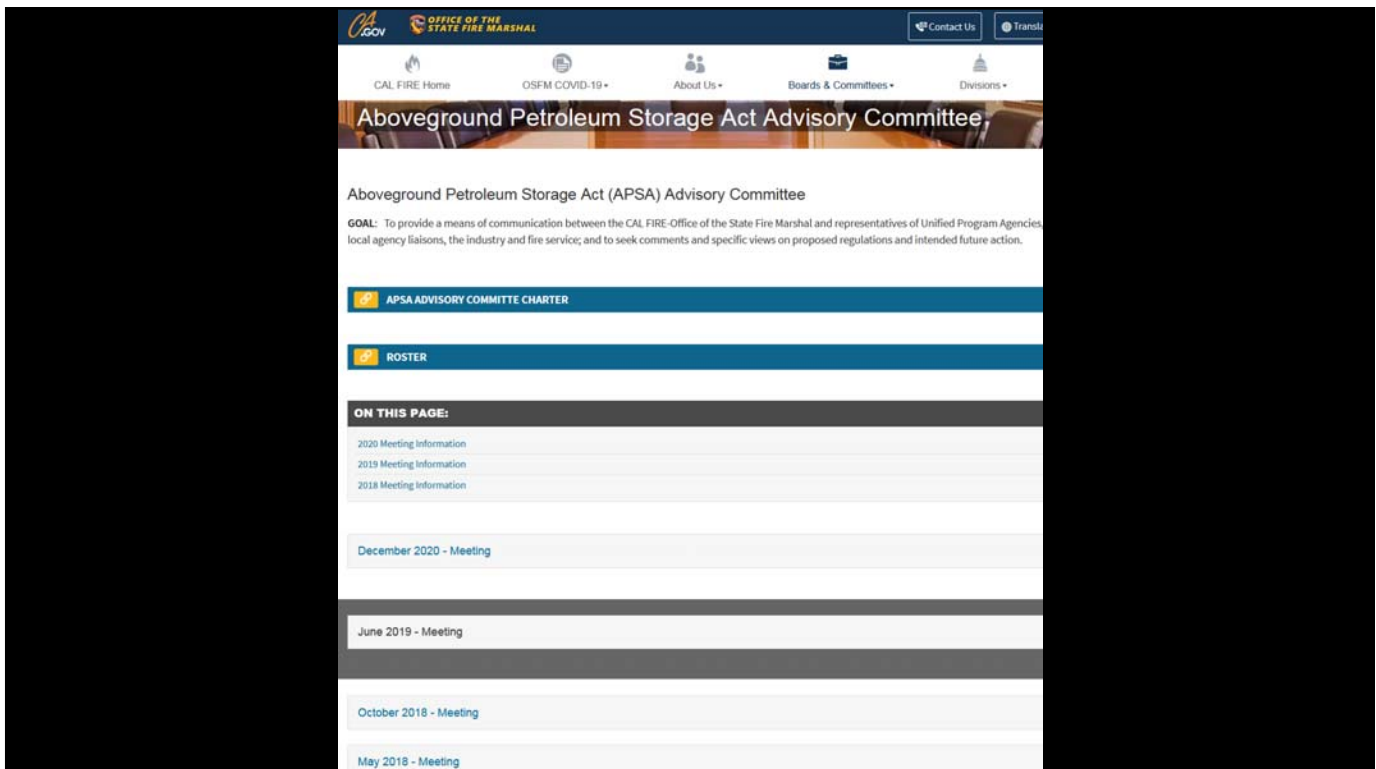 CA.GOV
OFFICE OF THE
STATE FIRE MARSHAL
Contact Us
CAL FIRE Home
OSFM COVID-19
About Us
Boards & Committees
Divisions
Aboveground Petroleum Storage Act Advisory Committee
Aboveground Petroleum Storage Act (APSA) Advisory Committee
GOAL: To provide a means of communication between the CAL FIRE-Office of the State Fire Marshal and representatives of Unified Program Agencies,
local agency liaisons, the industry and fire service; and to seek comments and specific views on proposed regulations and intended future action.
APSA ADVISORY COMMITTE CHARTER
ROSTER
ON THIS PAGE:
2020 Meeting Information
2019 Meeting Information
2018 Meeting Information
December 2020 - Meeting
June 2019 - Meeting
October 2018 - Meeting
May 2018 - Meeting